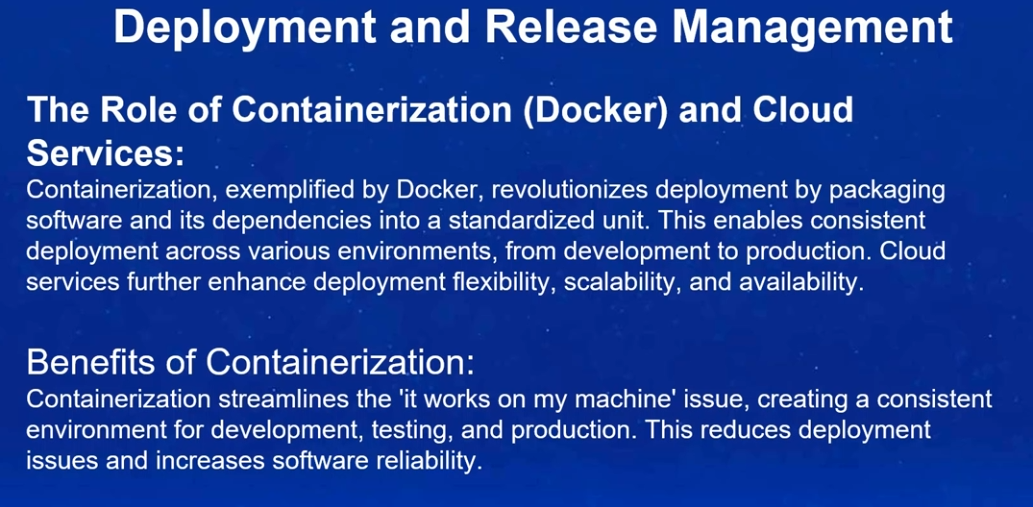 Deployment and Release Management
The Role of Containerization (Docker) and Cloud
Services:
Containerization, exemplified by Docker, revolutionizes deployment by packaging
software and its dependencies into a standardized unit. This enables consistent
deployment across various environments, from development to production. Cloud
services further enhance deployment flexibility, scalability, and availability.
Benefits of Containerization:
Containerization streamlines the 'it works on my machine' issue, creating a consistent
environment for development, testing, and production. This reduces deployment
issues and increases software reliability.